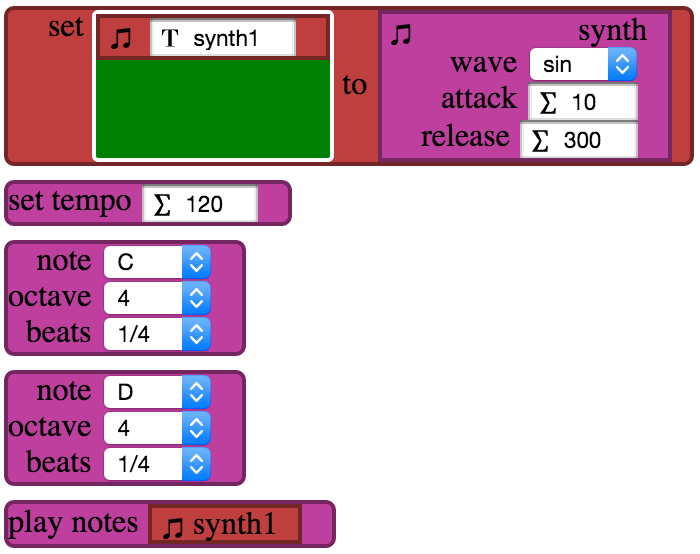 set ♫ T synth1 to ♫ synth
wave sin
attack ∑ 10
release ∑ 300
set tempo ∑ 120
note C
octave 4
beats 1/4
note D
octave 4
beats 1/4
play notes ♫ synth1